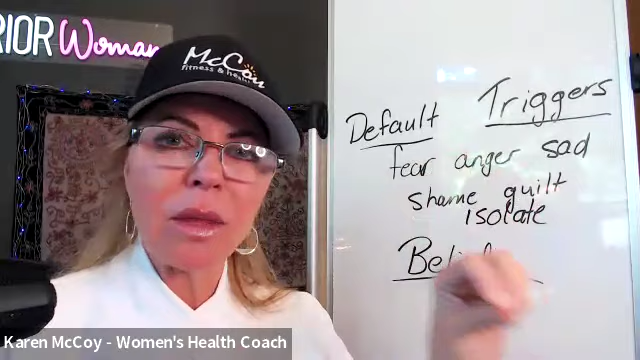 RIOR Woman
McCoy
fitness & health
Default Triggers
fear anger sad
shame guilt
isolate
Karen McCoy - Women's Health Coach